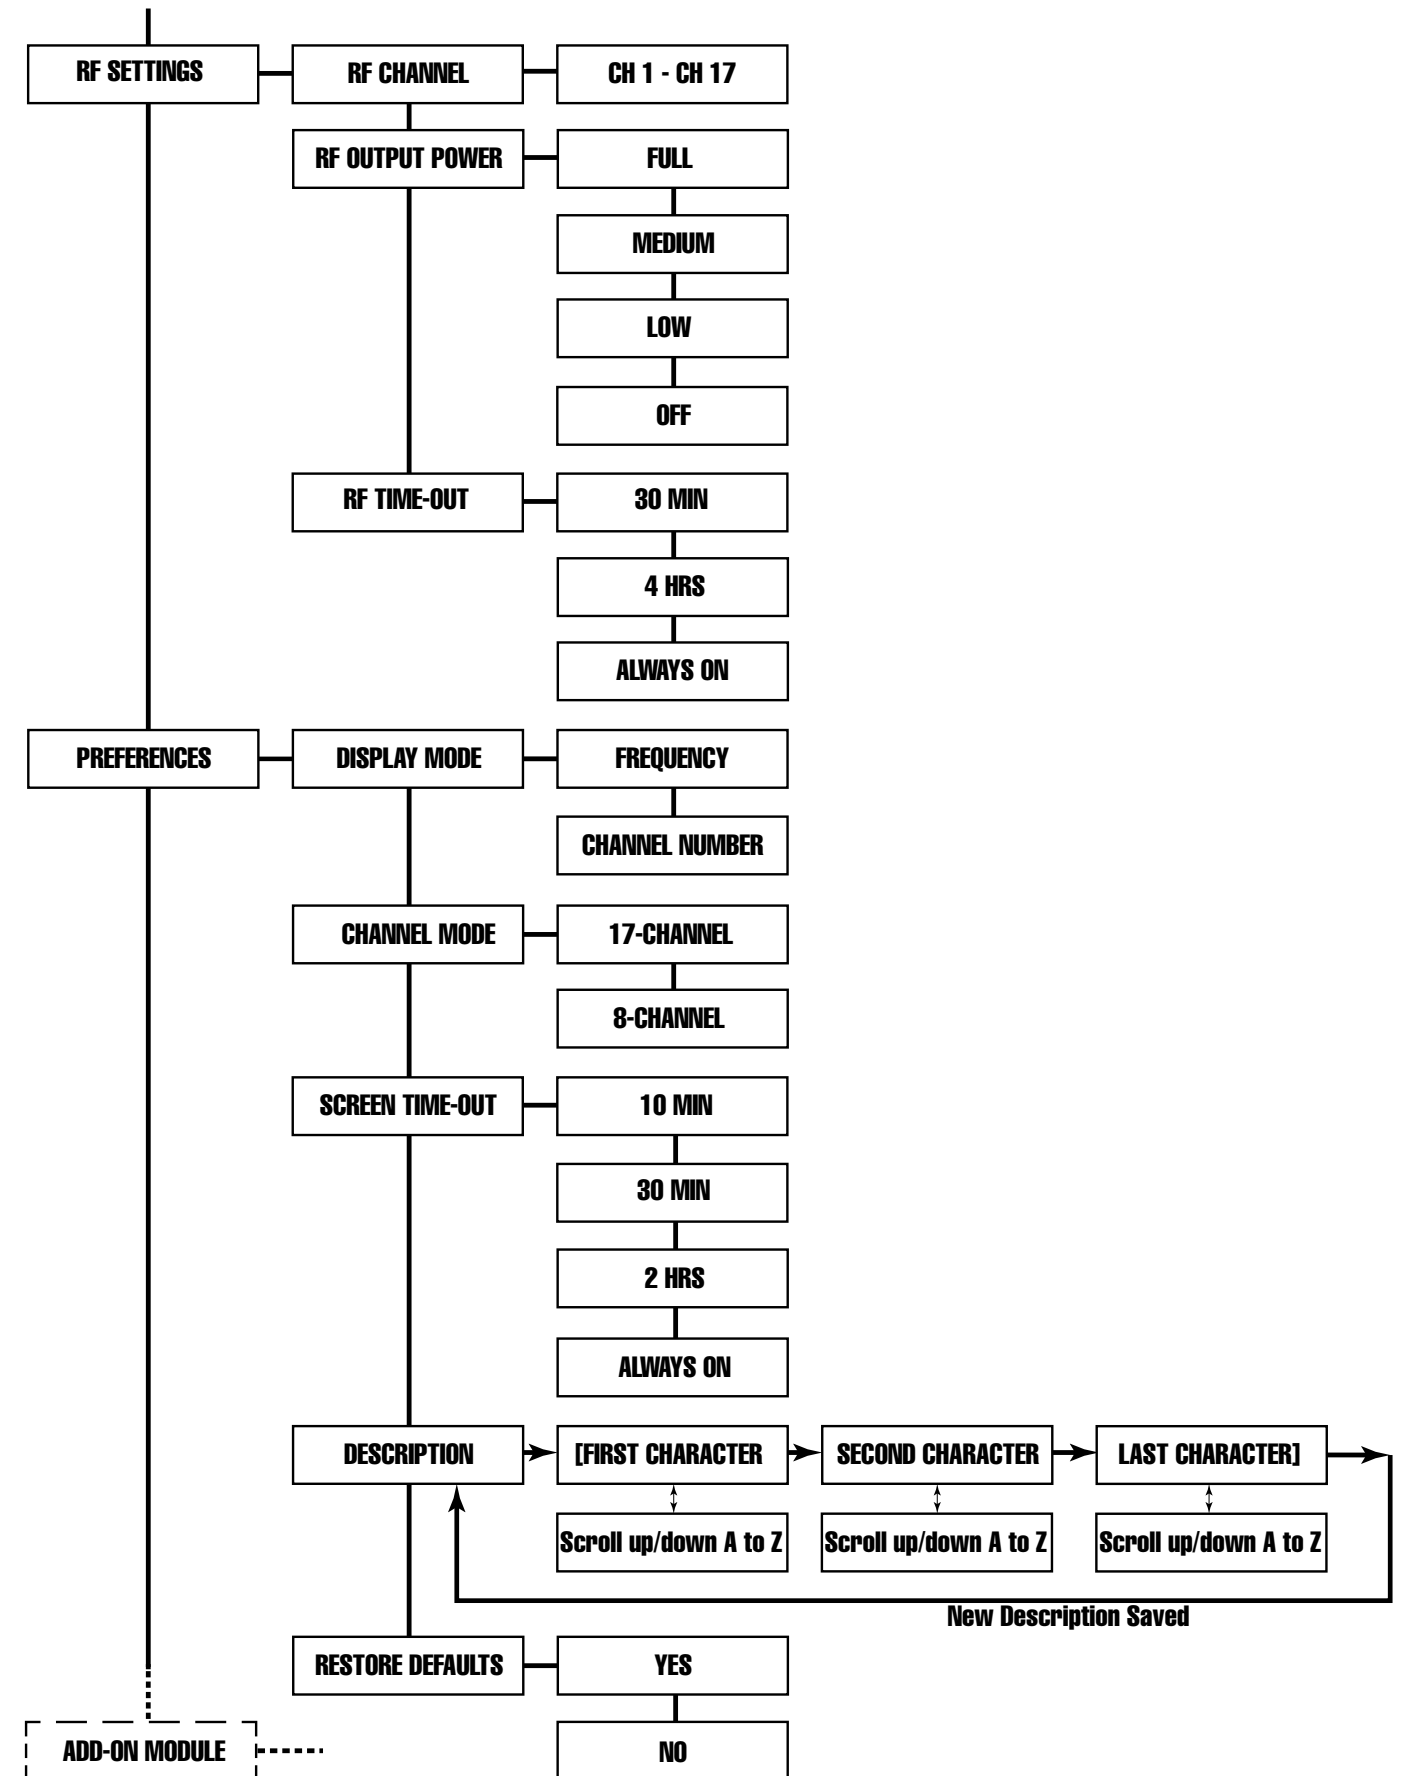 RF SETTINGS
RF CHANNEL
CH 1 - CH 17
RF OUTPUT POWER
FULL
MEDIUM
LOW
OFF
RF TIME-OUT
30 MIN
4 HRS
ALWAYS ON
PREFERENCES
DISPLAY MODE
FREQUENCY
CHANNEL NUMBER
CHANNEL MODE
17-CHANNEL
8-CHANNEL
SCREEN TIME-OUT
10 MIN
30 MIN
2 HRS
ALWAYS ON
DESCRIPTION
[FIRST CHARACTER
SECOND CHARACTER
LAST CHARACTER]
Scroll up/down A to Z
Scroll up/down A to Z
Scroll up/down A to Z
New Description Saved
RESTORE DEFAULTS
YES
ADD-ON MODULE
NO